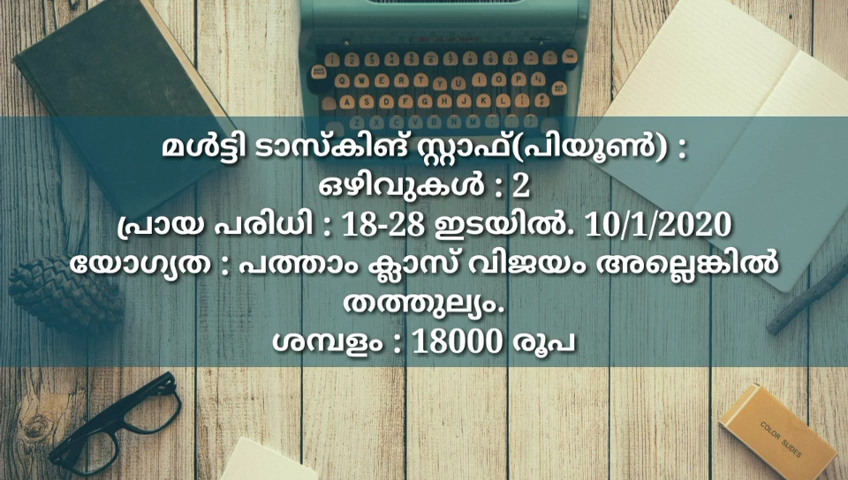 മൾട്ടി ടാസ്കിങ് സ്റ്റാഫ്(പിയൂൺ) :
ഒഴിവുകൾ : 2
പ്രായ പരിധി : 18-28 ഇടയിൽ. 10/1/2020
യോഗ്യത : പത്താം ക്ലാസ് വിജയം അല്ലെങ്കിൽ
തത്തുല്യം.
ശമ്പളം : 18000 രൂപ
COLOR SLIDES